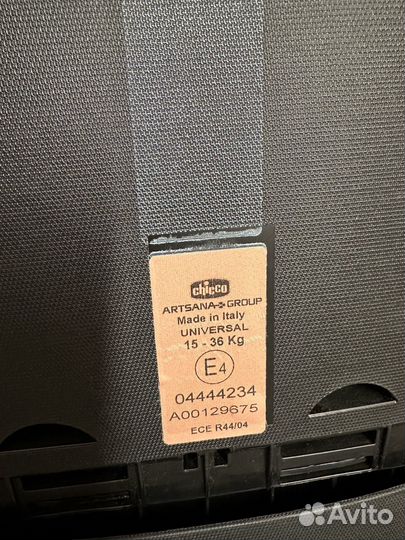 chicco
ARTSANA GROUP
Made in Italy
UNIVERSAL
15 - 36 Kg
E4
04444234
A00129675
ECE R44/04
Avito